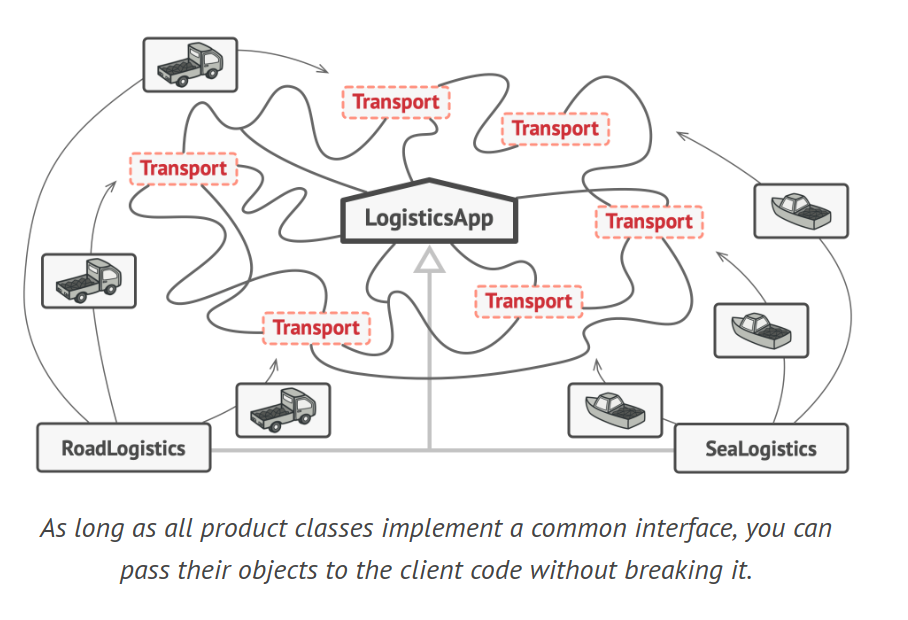 Transport
Transport
Transport
LogisticsApp
Transport
Transport
Transport
RoadLogistics
SeaLogistics
As long as all product classes implement a common interface, you can
pass their objects to the client code without breaking it.